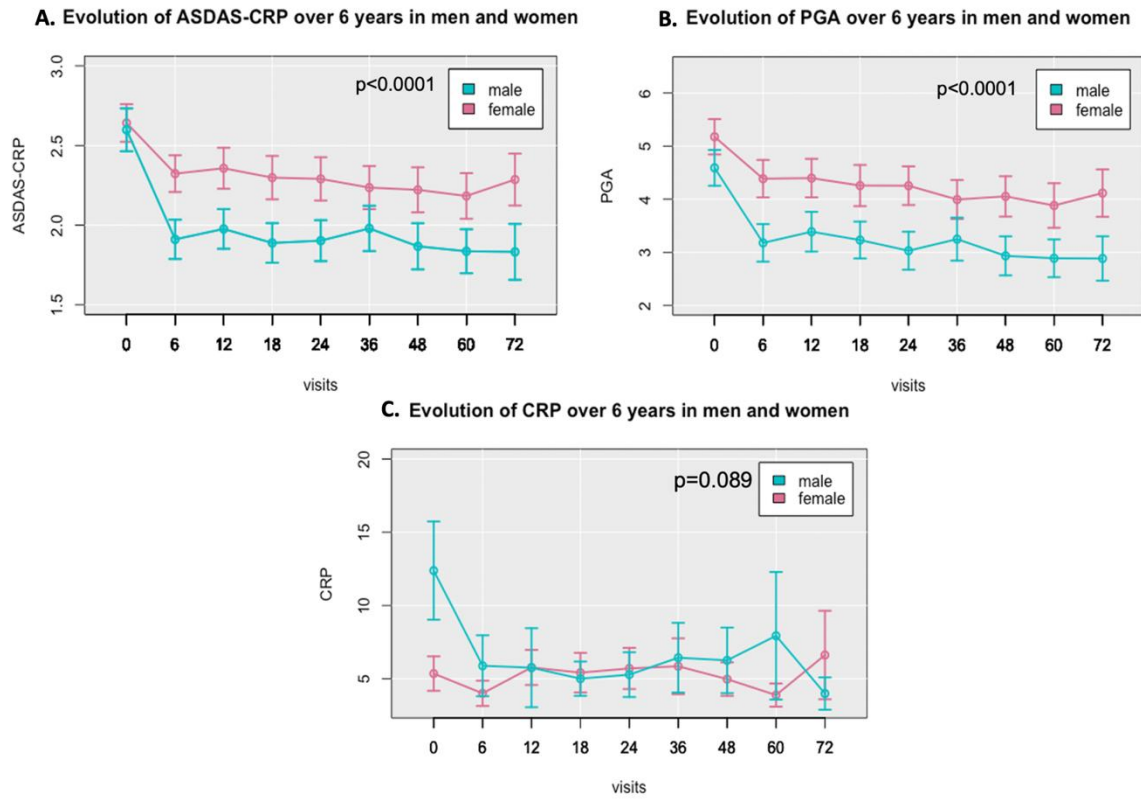 A. Evolution of ASDAS-CRP over 6 years in men and women
p<0.0001
male
female
ASDAS-CRP
3.0
2.5
2.0
1.5
0 6 12 18 24 36 48 60 72
visits
B. Evolution of PGA over 6 years in men and women
p<0.0001
male
female
PGA
6
5
4
3
2
0 6 12 18 24 36 48 60 72
visits
C. Evolution of CRP over 6 years in men and women
p=0.089
male
female
CRP
20
15
10
5
0 6 12 18 24 36 48 60 72
visits